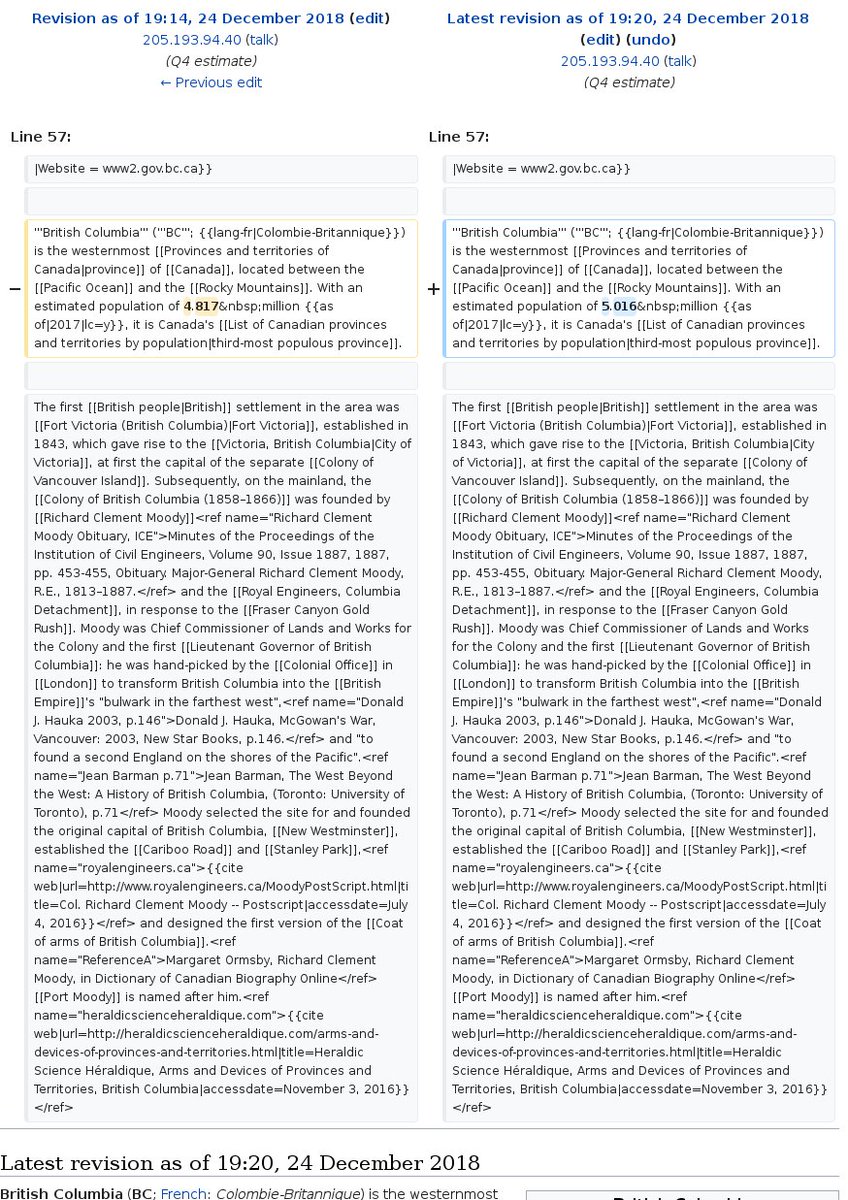 Revision as of 19:14, 24 December 2018 (edit)
205.193.94.40 (talk)
(Q4 estimate)
← Previous edit
Latest revision as of 19:20, 24 December 2018
(edit) (undo)
205.193.94.40 (talk)
(Q4 estimate)
Line 57:
|Website = www2.gov.bc.ca}}
− '''British Columbia''' ('''BC'''; {{lang-fr|Colombie-Britannique}})
is the westernmost [[Provinces and territories of
Canada|province]] of [[Canada]], located between the
[[Pacific Ocean]] and the [[Rocky Mountains]]. With an
estimated population of 4.817&nbsp;million {{as
of|2017|lc=y}}, it is Canada's [[List of Canadian provinces
and territories by population|third-most populous province]].
The first [[British people|British]] settlement in the area was
[[Fort Victoria (British Columbia)|Fort Victoria]], established in
1843, which gave rise to the [[Victoria, British Columbia|City of
Victoria]], at first the capital of the separate [[Colony of
Vancouver Island]]. Subsequently, on the mainland, the
[[Colony of British Columbia (1858–1866)]] was founded by
[[Richard Clement Moody]]<ref name="Richard Clement
Moody Obituary, ICE">Minutes of the Proceedings of the
Institution of Civil Engineers, Volume 90, Issue 1887, 1887,
pp. 453-455, Obituary. Major-General Richard Clement Moody,
R.E., 1813–1887.</ref> and the [[Royal Engineers, Columbia
Detachment]], in response to the [[Fraser Canyon Gold
Rush]]. Moody was Chief Commissioner of Lands and Works for
the Colony and the first [[Lieutenant Governor of British
Columbia]]: he was hand-picked by the [[Colonial Office]] in
[[London]] to transform British Columbia into the [[British
Empire]]'s "bulwark in the farthest west",<ref name="Donald
J. Hauka 2003, p.146">Donald J. Hauka, McGowan's War,
Vancouver: 2003, New Star Books, p.146.</ref> and "to
found a second England on the shores of the Pacific".<ref
name="Jean Barman p.71">Jean Barman, The West Beyond
the West: A History of British Columbia, (Toronto: University of
Toronto), p.71</ref> Moody selected the site for and founded
the original capital of British Columbia, [[New Westminster]],
established the [[Cariboo Road]] and [[Stanley Park]],<ref
name="royalengineers.ca">{{cite
web|url=http://www.royalengineers.ca/MoodyPostScript.html|ti
tle=Col. Richard Clement Moody -- Postscript|accessdate=July
4, 2016}}</ref> and designed the first version of the [[Coat
of arms of British Columbia]].<ref
name="ReferenceA">Margaret Ormsby, Richard Clement
Moody, in Dictionary of Canadian Biography Online</ref>
[[Port Moody]] is named after him.<ref
name="heraldicscienceheraldique.com">{{cite
web|url=http://heraldicscienceheraldique.com/arms-and-
devices-of-provinces-and-territories.html|title=Heraldic
Science Héraldique, Arms and Devices of Provinces and
Territories, British Columbia|accessdate=November 3, 2016}}
</ref>
Line 57:
|Website = www2.gov.bc.ca}}
+ '''British Columbia''' ('''BC'''; {{lang-fr|Colombie-Britannique}})
is the westernmost [[Provinces and territories of
Canada|province]] of [[Canada]], located between the
[[Pacific Ocean]] and the [[Rocky Mountains]]. With an
estimated population of 5.016&nbsp;million {{as
of|2017|lc=y}}, it is Canada's [[List of Canadian provinces
and territories by population|third-most populous province]].
The first [[British people|British]] settlement in the area was
[[Fort Victoria (British Columbia)|Fort Victoria]], established in
1843, which gave rise to the [[Victoria, British Columbia|City
of Victoria]], at first the capital of the separate [[Colony of
Vancouver Island]]. Subsequently, on the mainland, the
[[Colony of British Columbia (1858–1866)]] was founded by
[[Richard Clement Moody]]<ref name="Richard Clement
Moody Obituary, ICE">Minutes of the Proceedings of the
Institution of Civil Engineers, Volume 90, Issue 1887, 1887,
pp. 453-455, Obituary. Major-General Richard Clement Moody,
R.E., 1813–1887.</ref> and the [[Royal Engineers, Columbia
Detachment]], in response to the [[Fraser Canyon Gold
Rush]]. Moody was Chief Commissioner of Lands and Works
for the Colony and the first [[Lieutenant Governor of British
Columbia]]: he was hand-picked by the [[Colonial Office]] in
[[London]] to transform British Columbia into the [[British
Empire]]'s "bulwark in the farthest west",<ref name="Donald
J. Hauka 2003, p.146">Donald J. Hauka, McGowan's War,
Vancouver: 2003, New Star Books, p.146.</ref> and "to
found a second England on the shores of the Pacific".<ref
name="Jean Barman p.71">Jean Barman, The West Beyond
the West: A History of British Columbia, (Toronto: University of
Toronto), p.71</ref> Moody selected the site for and founded
the original capital of British Columbia, [[New Westminster]],
established the [[Cariboo Road]] and [[Stanley Park]],<ref
name="royalengineers.ca">{{cite
web|url=http://www.royalengineers.ca/MoodyPostScript.html|ti
tle=Col. Richard Clement Moody -- Postscript|accessdate=July
4, 2016}}</ref> and designed the first version of the [[Coat
of arms of British Columbia]].<ref
name="ReferenceA">Margaret Ormsby, Richard Clement
Moody, in Dictionary of Canadian Biography Online</ref>
[[Port Moody]] is named after him.<ref
name="heraldicscienceheraldique.com">{{cite
web|url=http://heraldicscienceheraldique.com/arms-and-
devices-of-provinces-and-territories.html|title=Heraldic
Science Héraldique, Arms and Devices of Provinces and
Territories, British Columbia|accessdate=November 3, 2016}}
</ref>
Latest revision as of 19:20, 24 December 2018
British Columbia (BC; French: Colombie-Britannique) is the westernmost